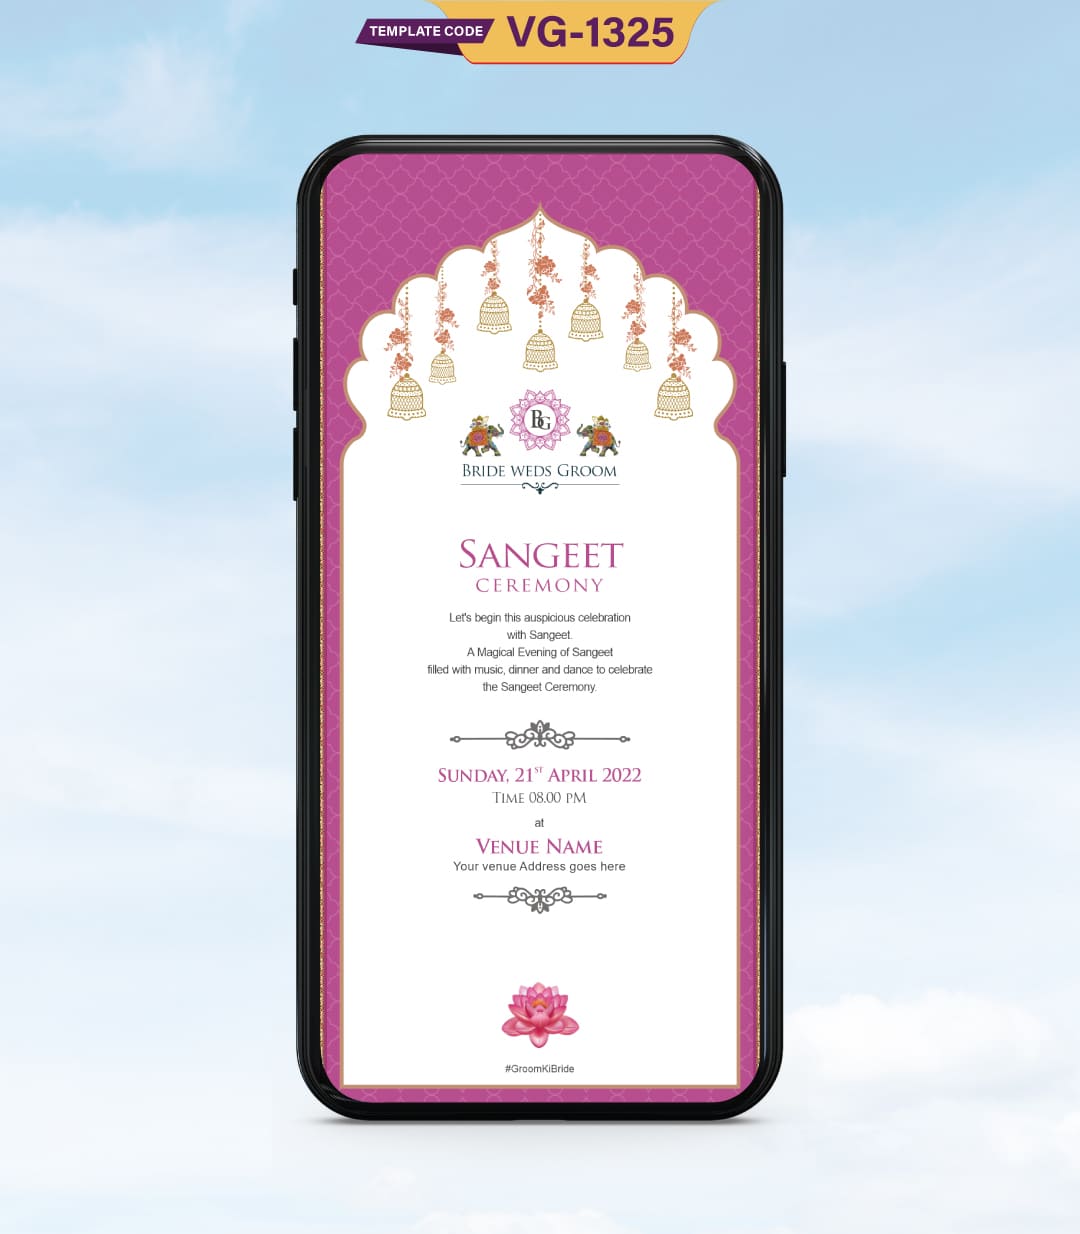 TEMPLATE CODE VG-1325
BG
BRIDE WEDS GROOM
SANGEET
CEREMONY
Let's begin this auspicious celebration
with Sangeet.
A Magical Evening of Sangeet
filled with music, dinner and dance to celebrate
the Sangeet Ceremony.
SUNDAY, 21ST APRIL 2022
TIME 08.00 PM
at
VENUE NAME
Your venue Address goes here
#GroomKiBride